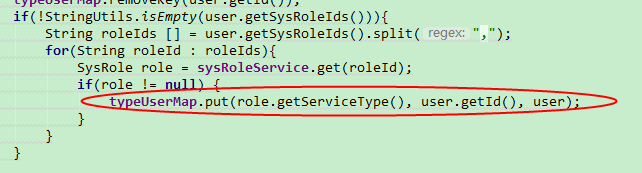 typeUserMap.removeKey(user.getId());
if(!StringUtils.isEmpty(user.getSysRoleIds())){
String roleIds [] = user.getSysRoleIds().split( regex: ",");
for(String roleId : roleIds){
SysRole role = sysRoleService.get(roleId);
if(role != null) {
typeUserMap.put(role.getServiceType(), user.getId(), user);
}
}
}